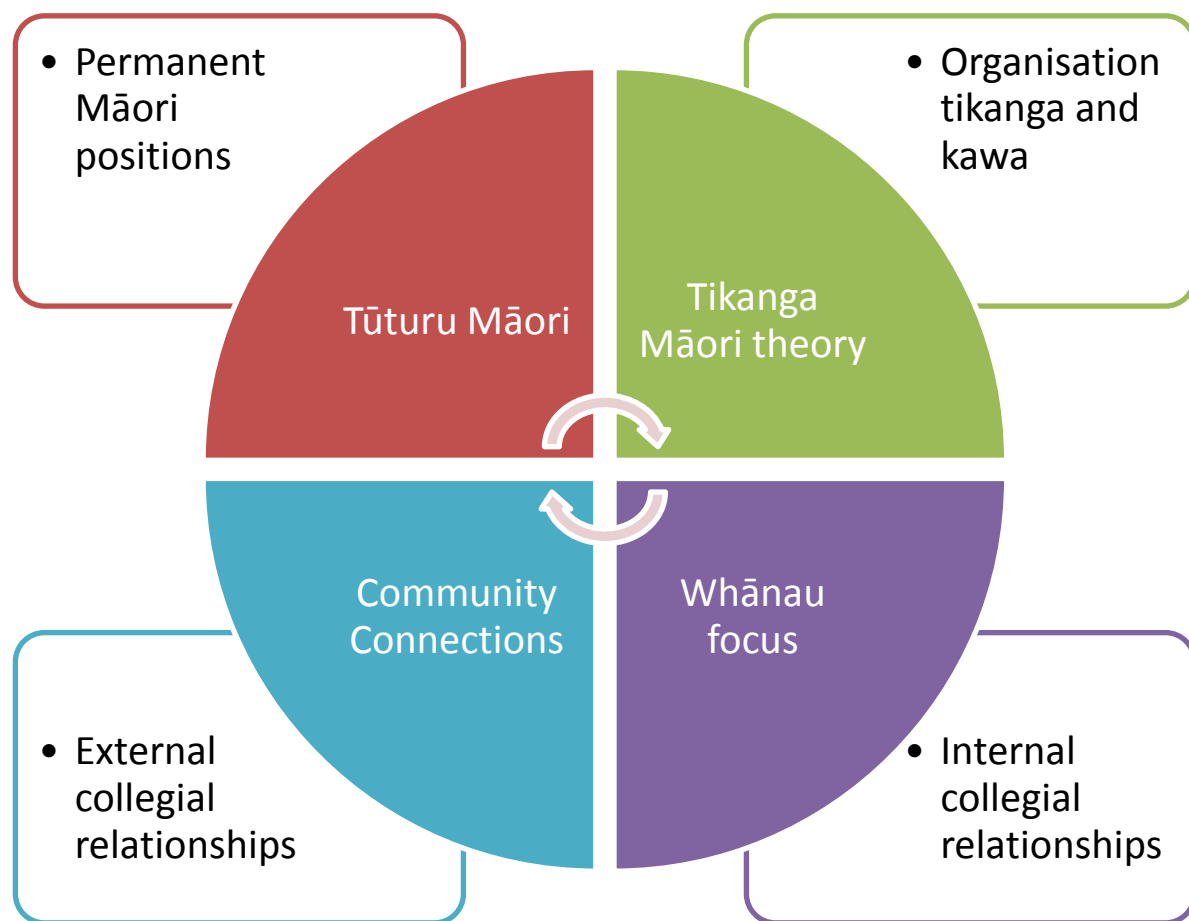 • Permanent
Māori
positions
• Organisation
tikanga and
kawa
Tūturu Māori
Tikanga
Māori theory
Community
Connections
Whānau
focus
• External
collegial
relationships
• Internal
collegial
relationships